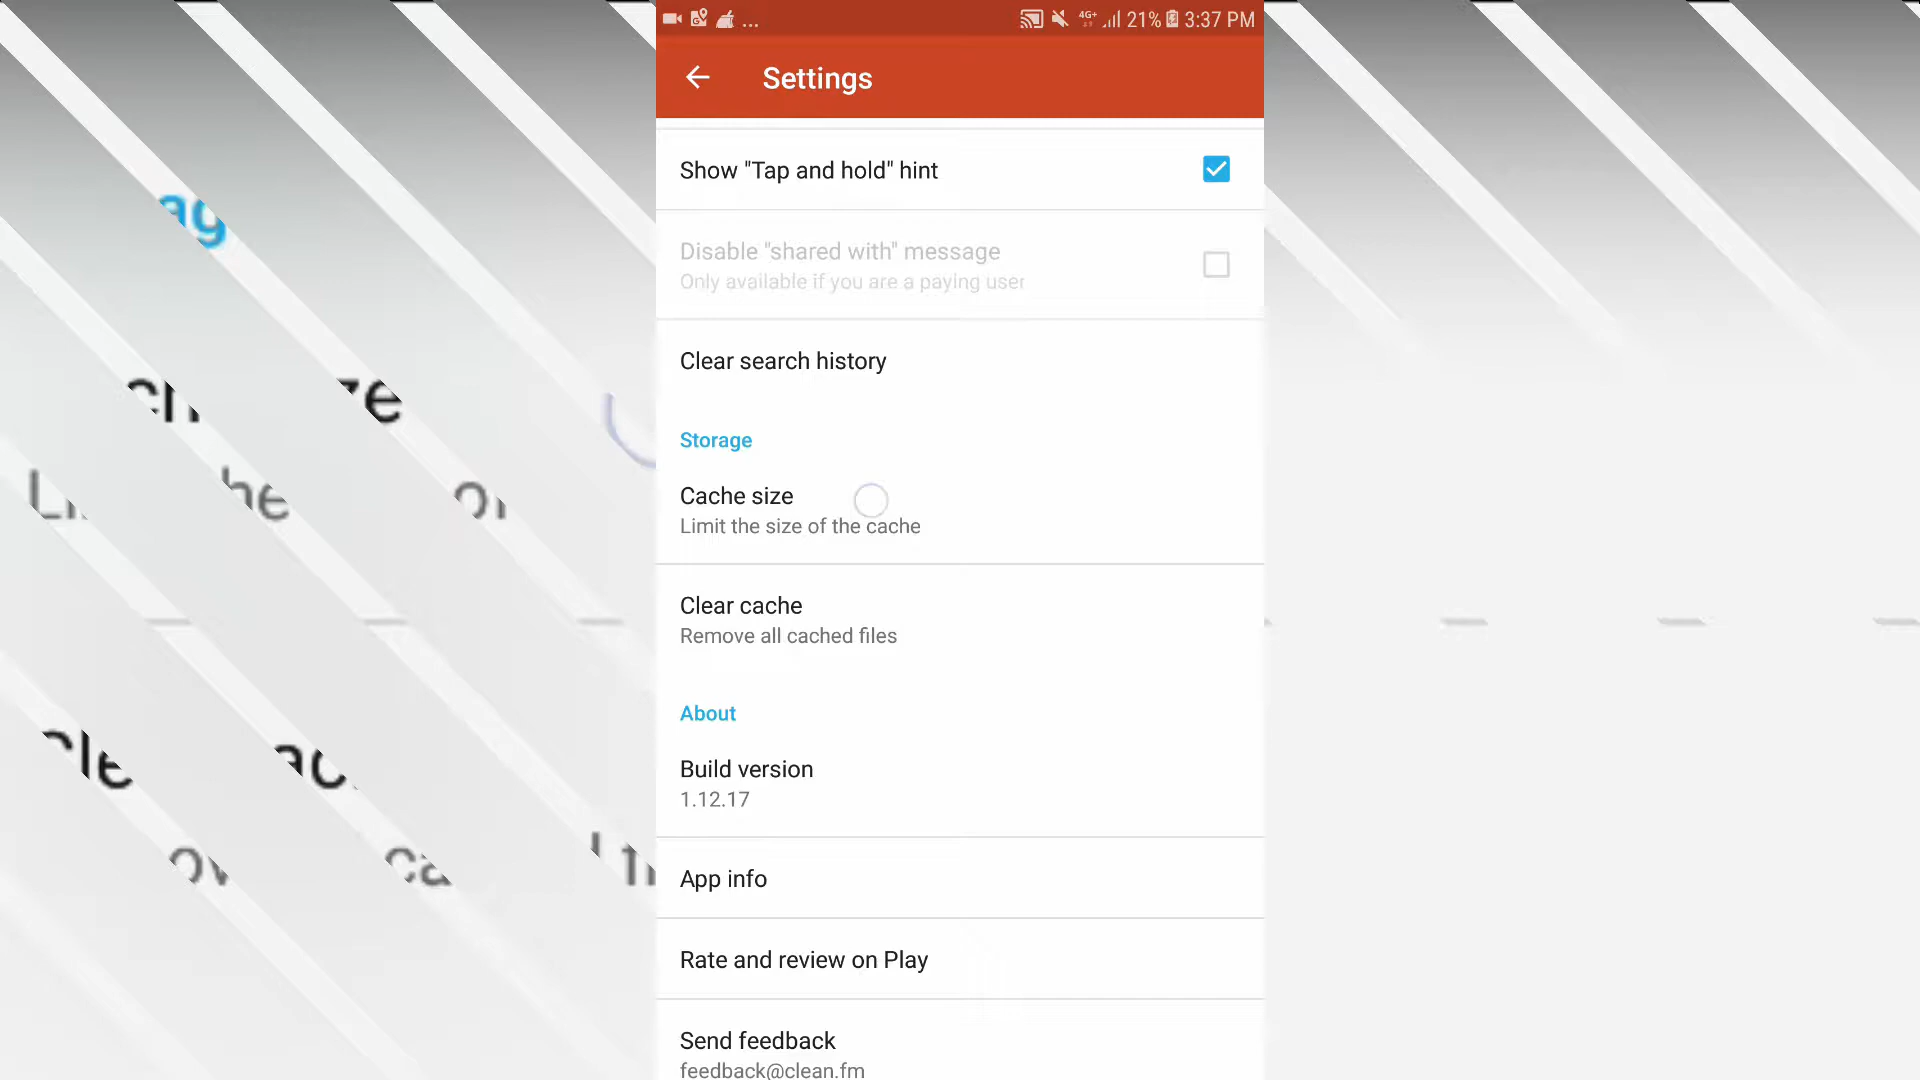 ... 4G+ 21% 3:37 PM
Settings
Show "Tap and hold" hint
Disable "shared with" message
Only available if you are a paying user
Clear search history
Storage
Cache size
Limit the size of the cache
Clear cache
Remove all cached files
About
Build version
1.12.17
App info
Rate and review on Play
Send feedback
feedback@clean.fm